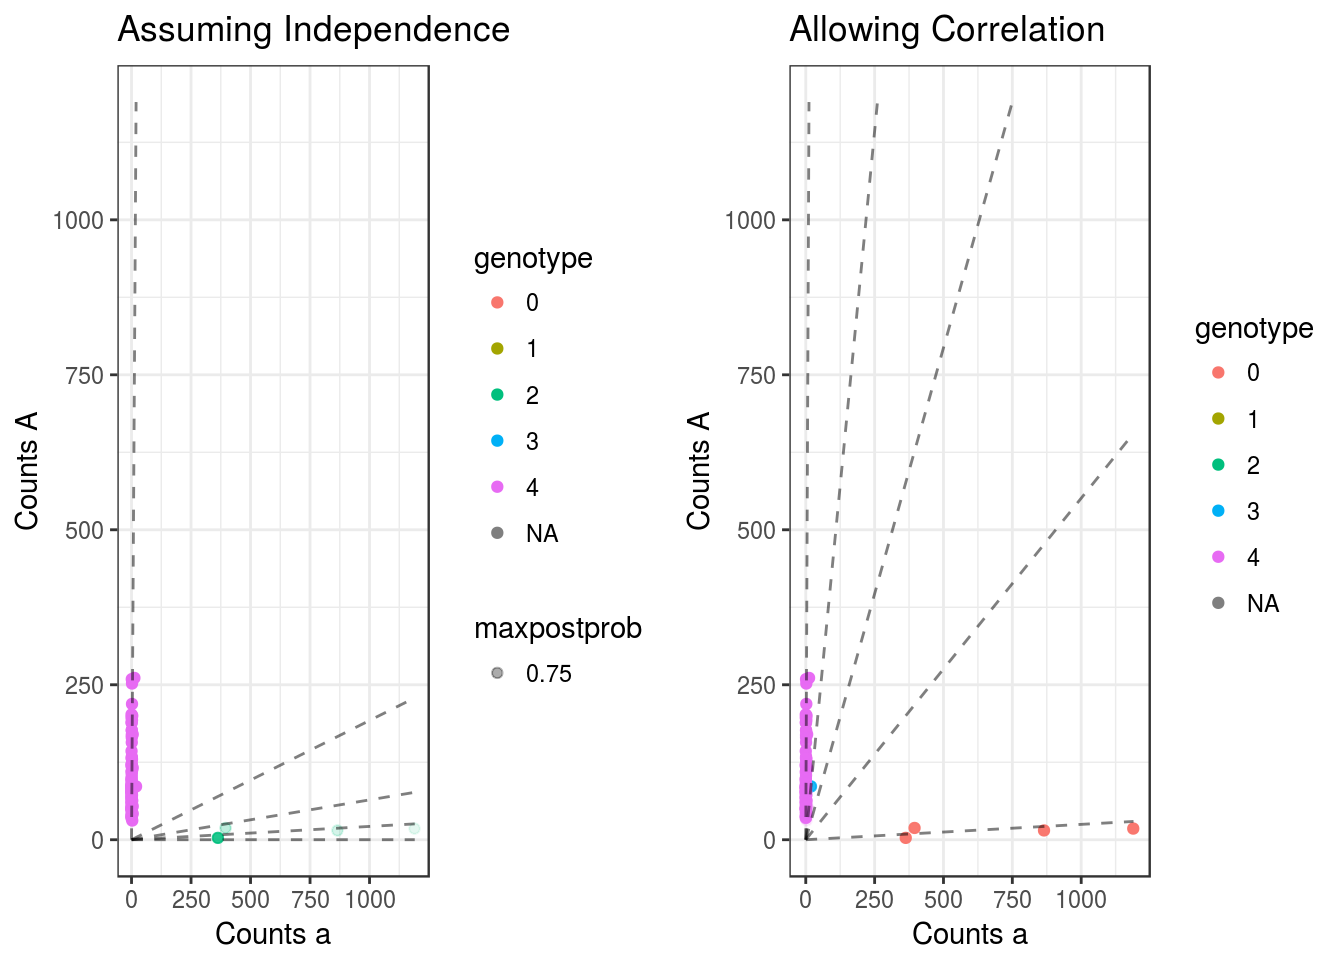 Assuming Independence
Counts A
1000
750
500
250
0
0 250 500 750 1000
Counts a
genotype
0
1
2
3
4
NA
maxpostprob
0.75
Allowing Correlation
Counts A
1000
750
500
250
0
0 250 500 750 1000
Counts a
genotype
0
1
2
3
4
NA